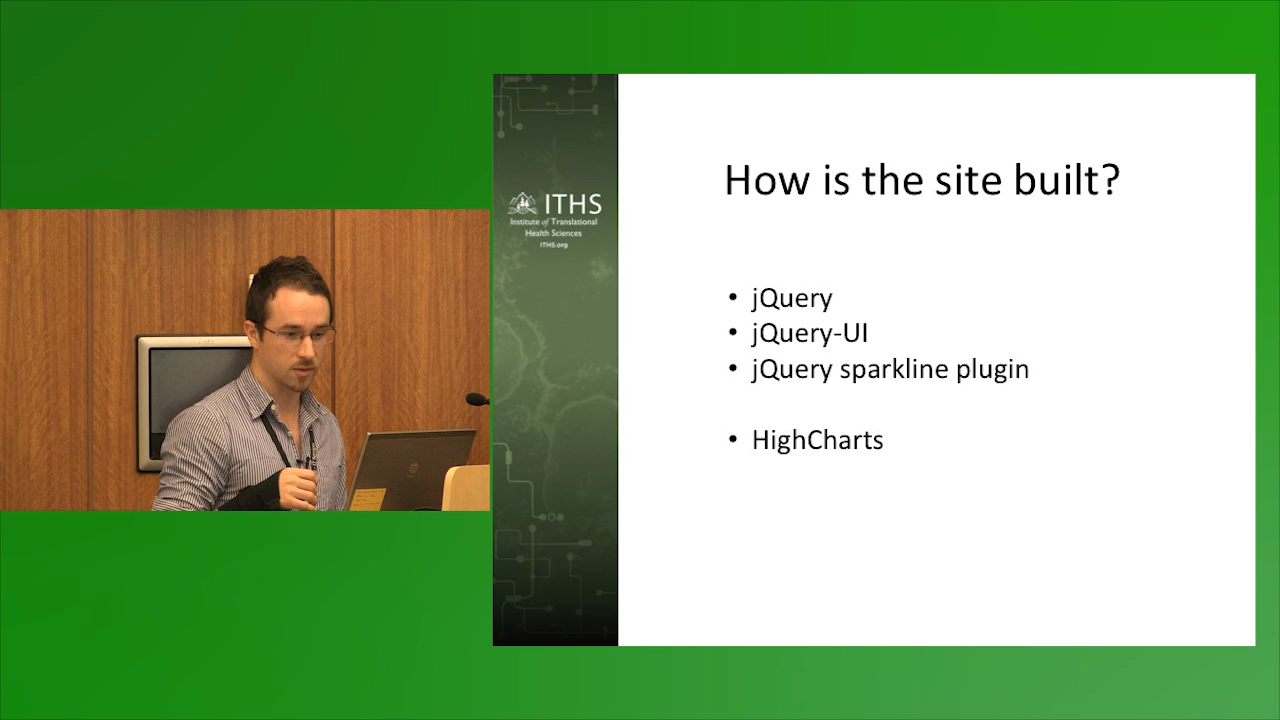 ITHS
Institute of Translational
Health Sciences
ITHS.org
How is the site built?
• jQuery
• jQuery-UI
• jQuery sparkline plugin
• HighCharts